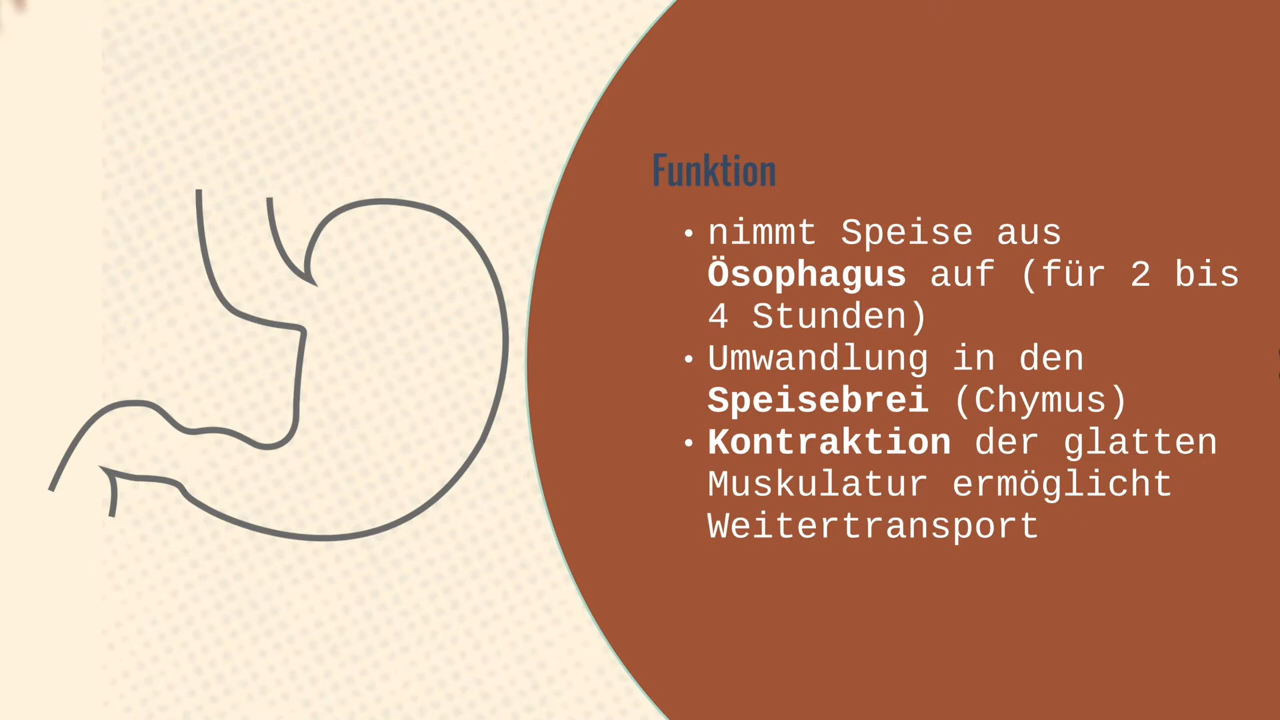 Funktion
• nimmt Speise aus
Ösophagus auf (für 2 bis
4 Stunden)
• Umwandlung in den
Speisebrei (Chymus)
• Kontraktion der glatten
Muskulatur ermöglicht
Weitertransport